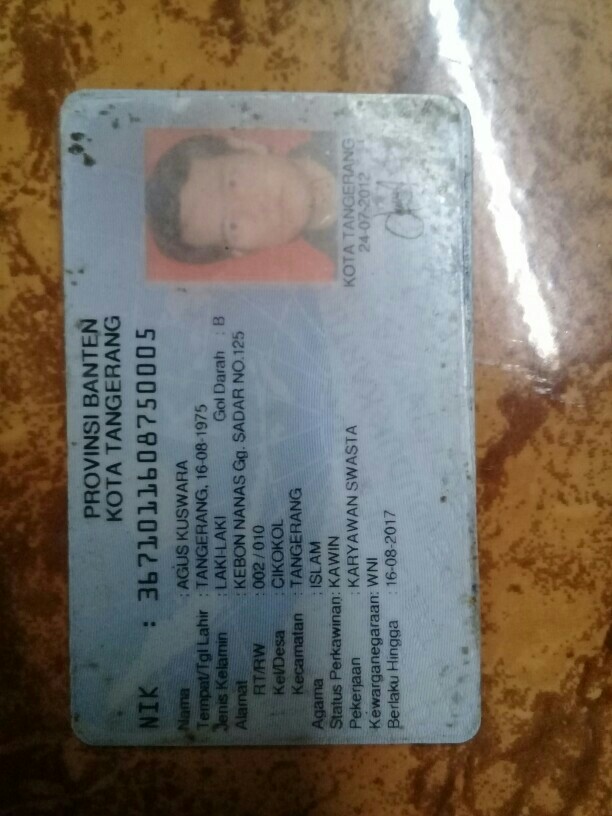 PROVINSI BANTEN
KOTA TANGERANG
NIK : 3671011608750005
Nama : AGUS KUSWARA
Tempat/Tgl Lahir : TANGERANG, 16-08-1975
Jenis Kelamin : LAKI-LAKI Gol Darah : B
Alamat : KEBON NANAS Gg. SADAR NO.125
RT/RW : 002 / 010
Kel/Desa : CIKOKOL
Kecamatan : TANGERANG
Agama : ISLAM
Status Perkawinan: KAWIN
Pekerjaan : KARYAWAN SWASTA
Kewarganegaraan: WNI
Berlaku Hingga : 16-08-2017
KOTA TANGERANG
24-07-2012